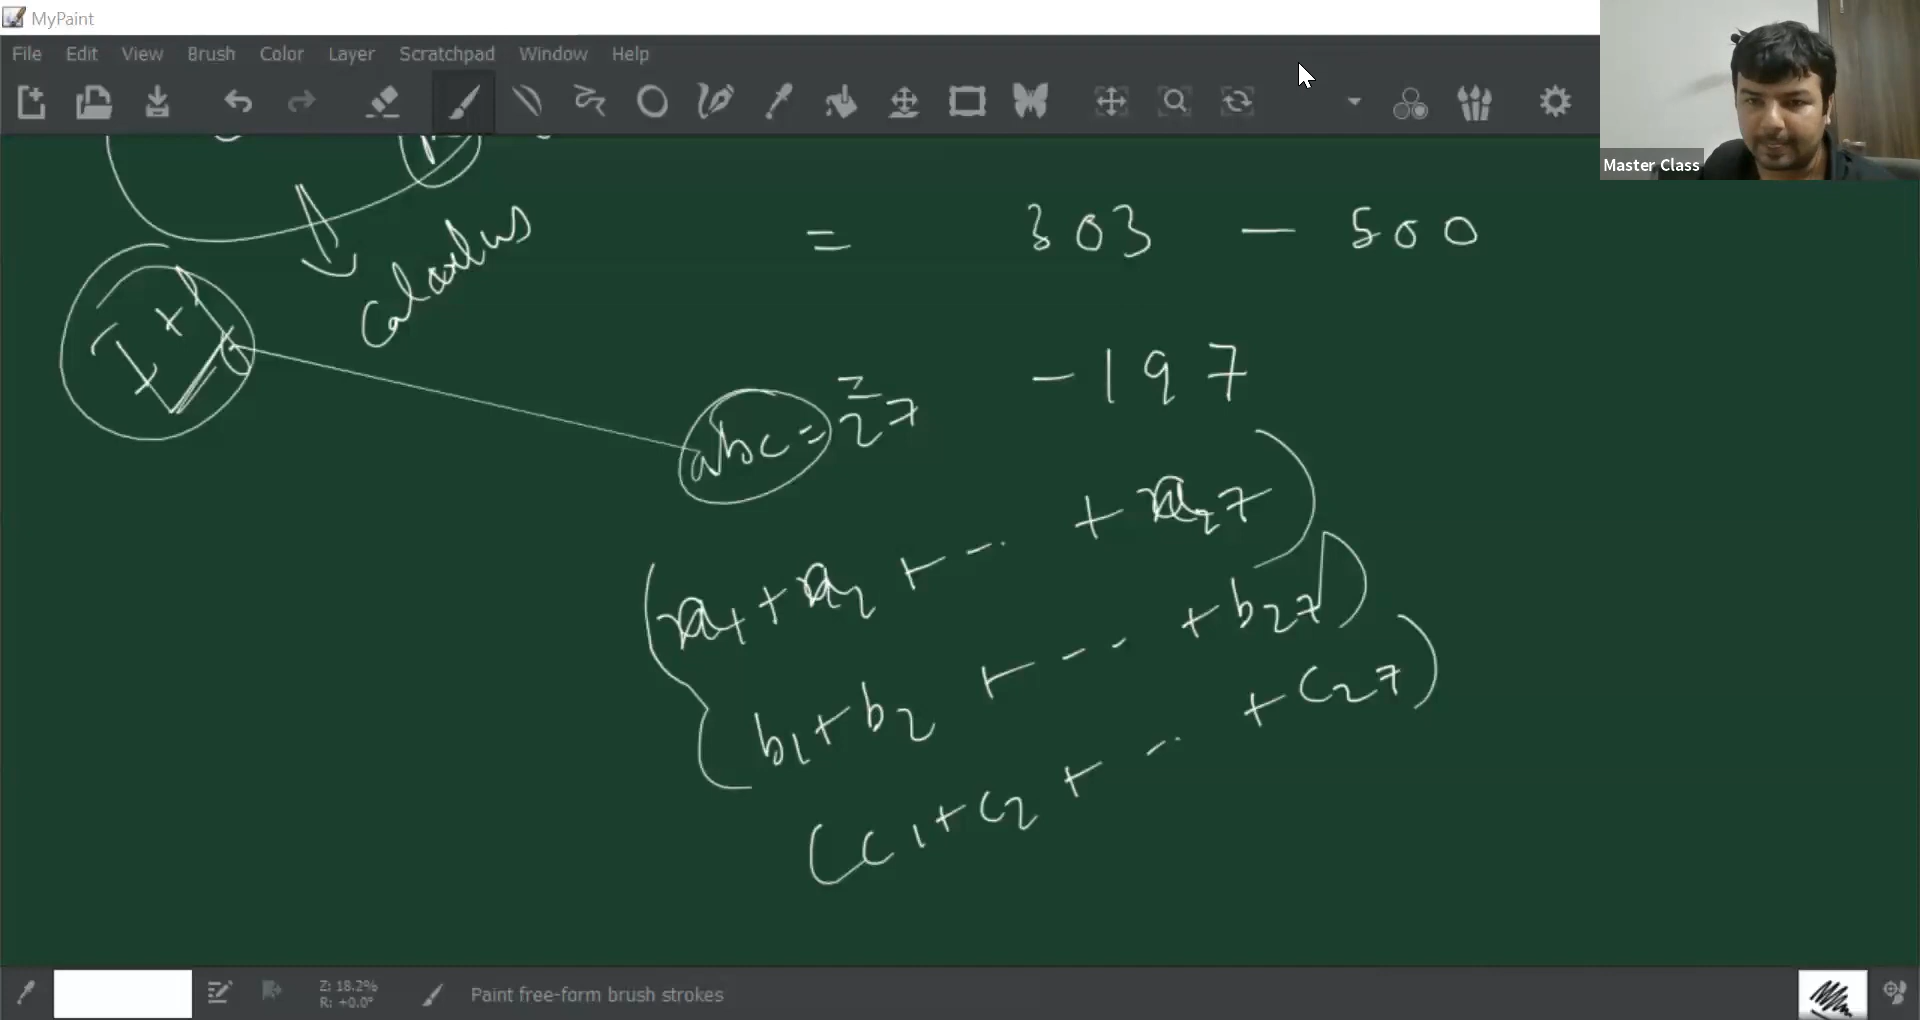 MyPaint
File Edit View Brush Color Layer Scratchpad Window Help
Master Class
= 303 - 500
calculus
I +
-197
abc = 27
(a1 + a2 + -- + a27)
(b1 + b2 + --- + b27)
(c1 + c2 + -- + c27)
Z: 18.2%
R: +0.0°
Paint free-form brush strokes